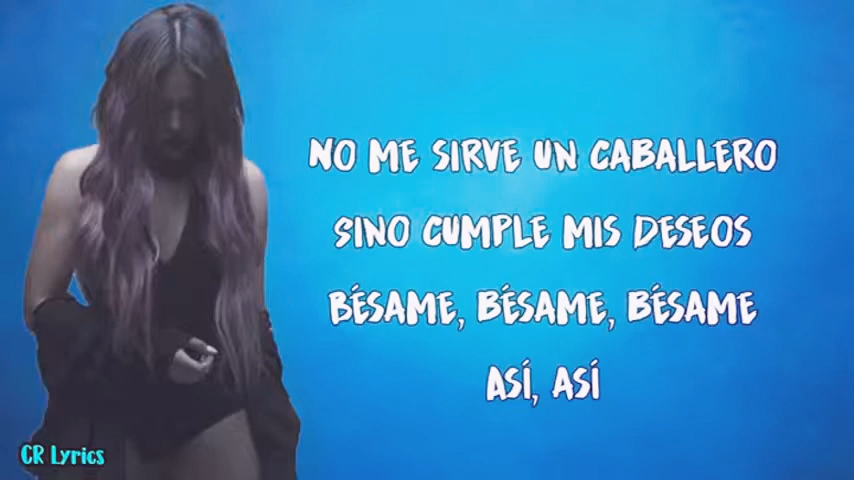 NO ME SIRVE UN CABALLERO
SINO CUMPLE MIS DESEOS
BÉSAME, BÉSAME, BÉSAME
ASÍ, ASÍ
CR Lyrics